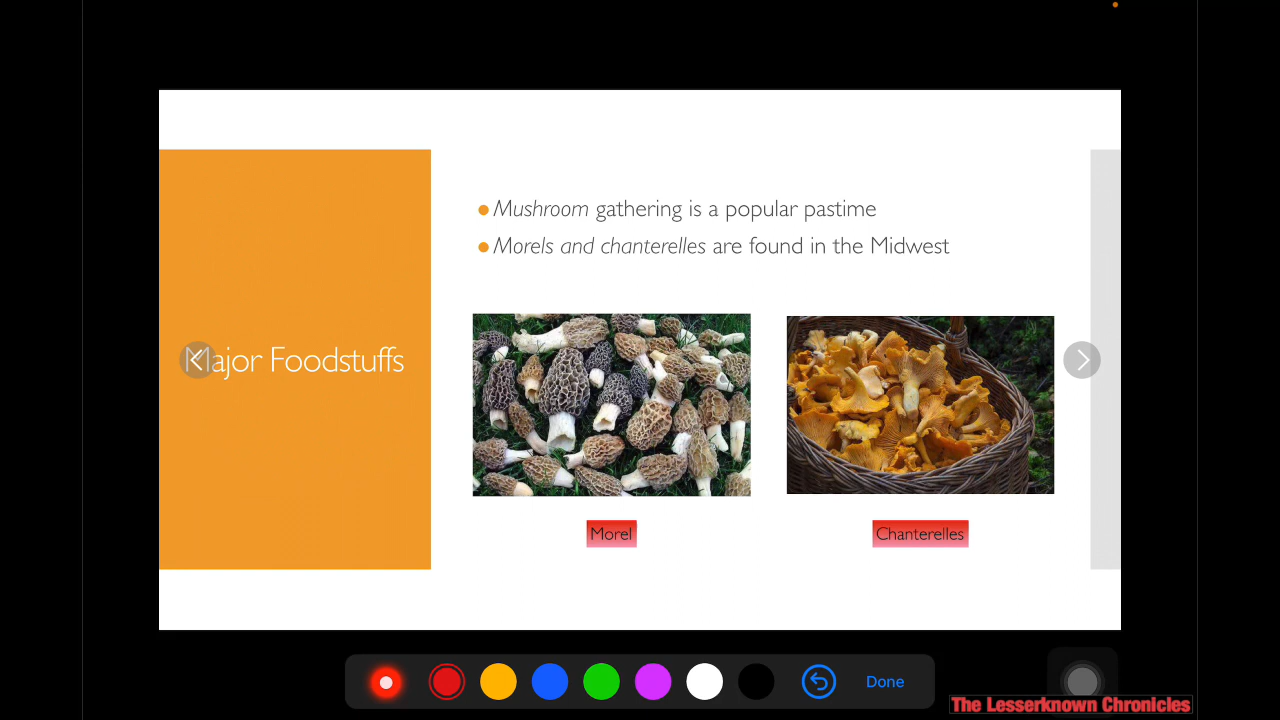 Mushroom gathering is a popular pastime
Morels and chanterelles are found in the Midwest
Major Foodstuffs
Morel
Chanterelles
Done
The Lesserknown Chronicles